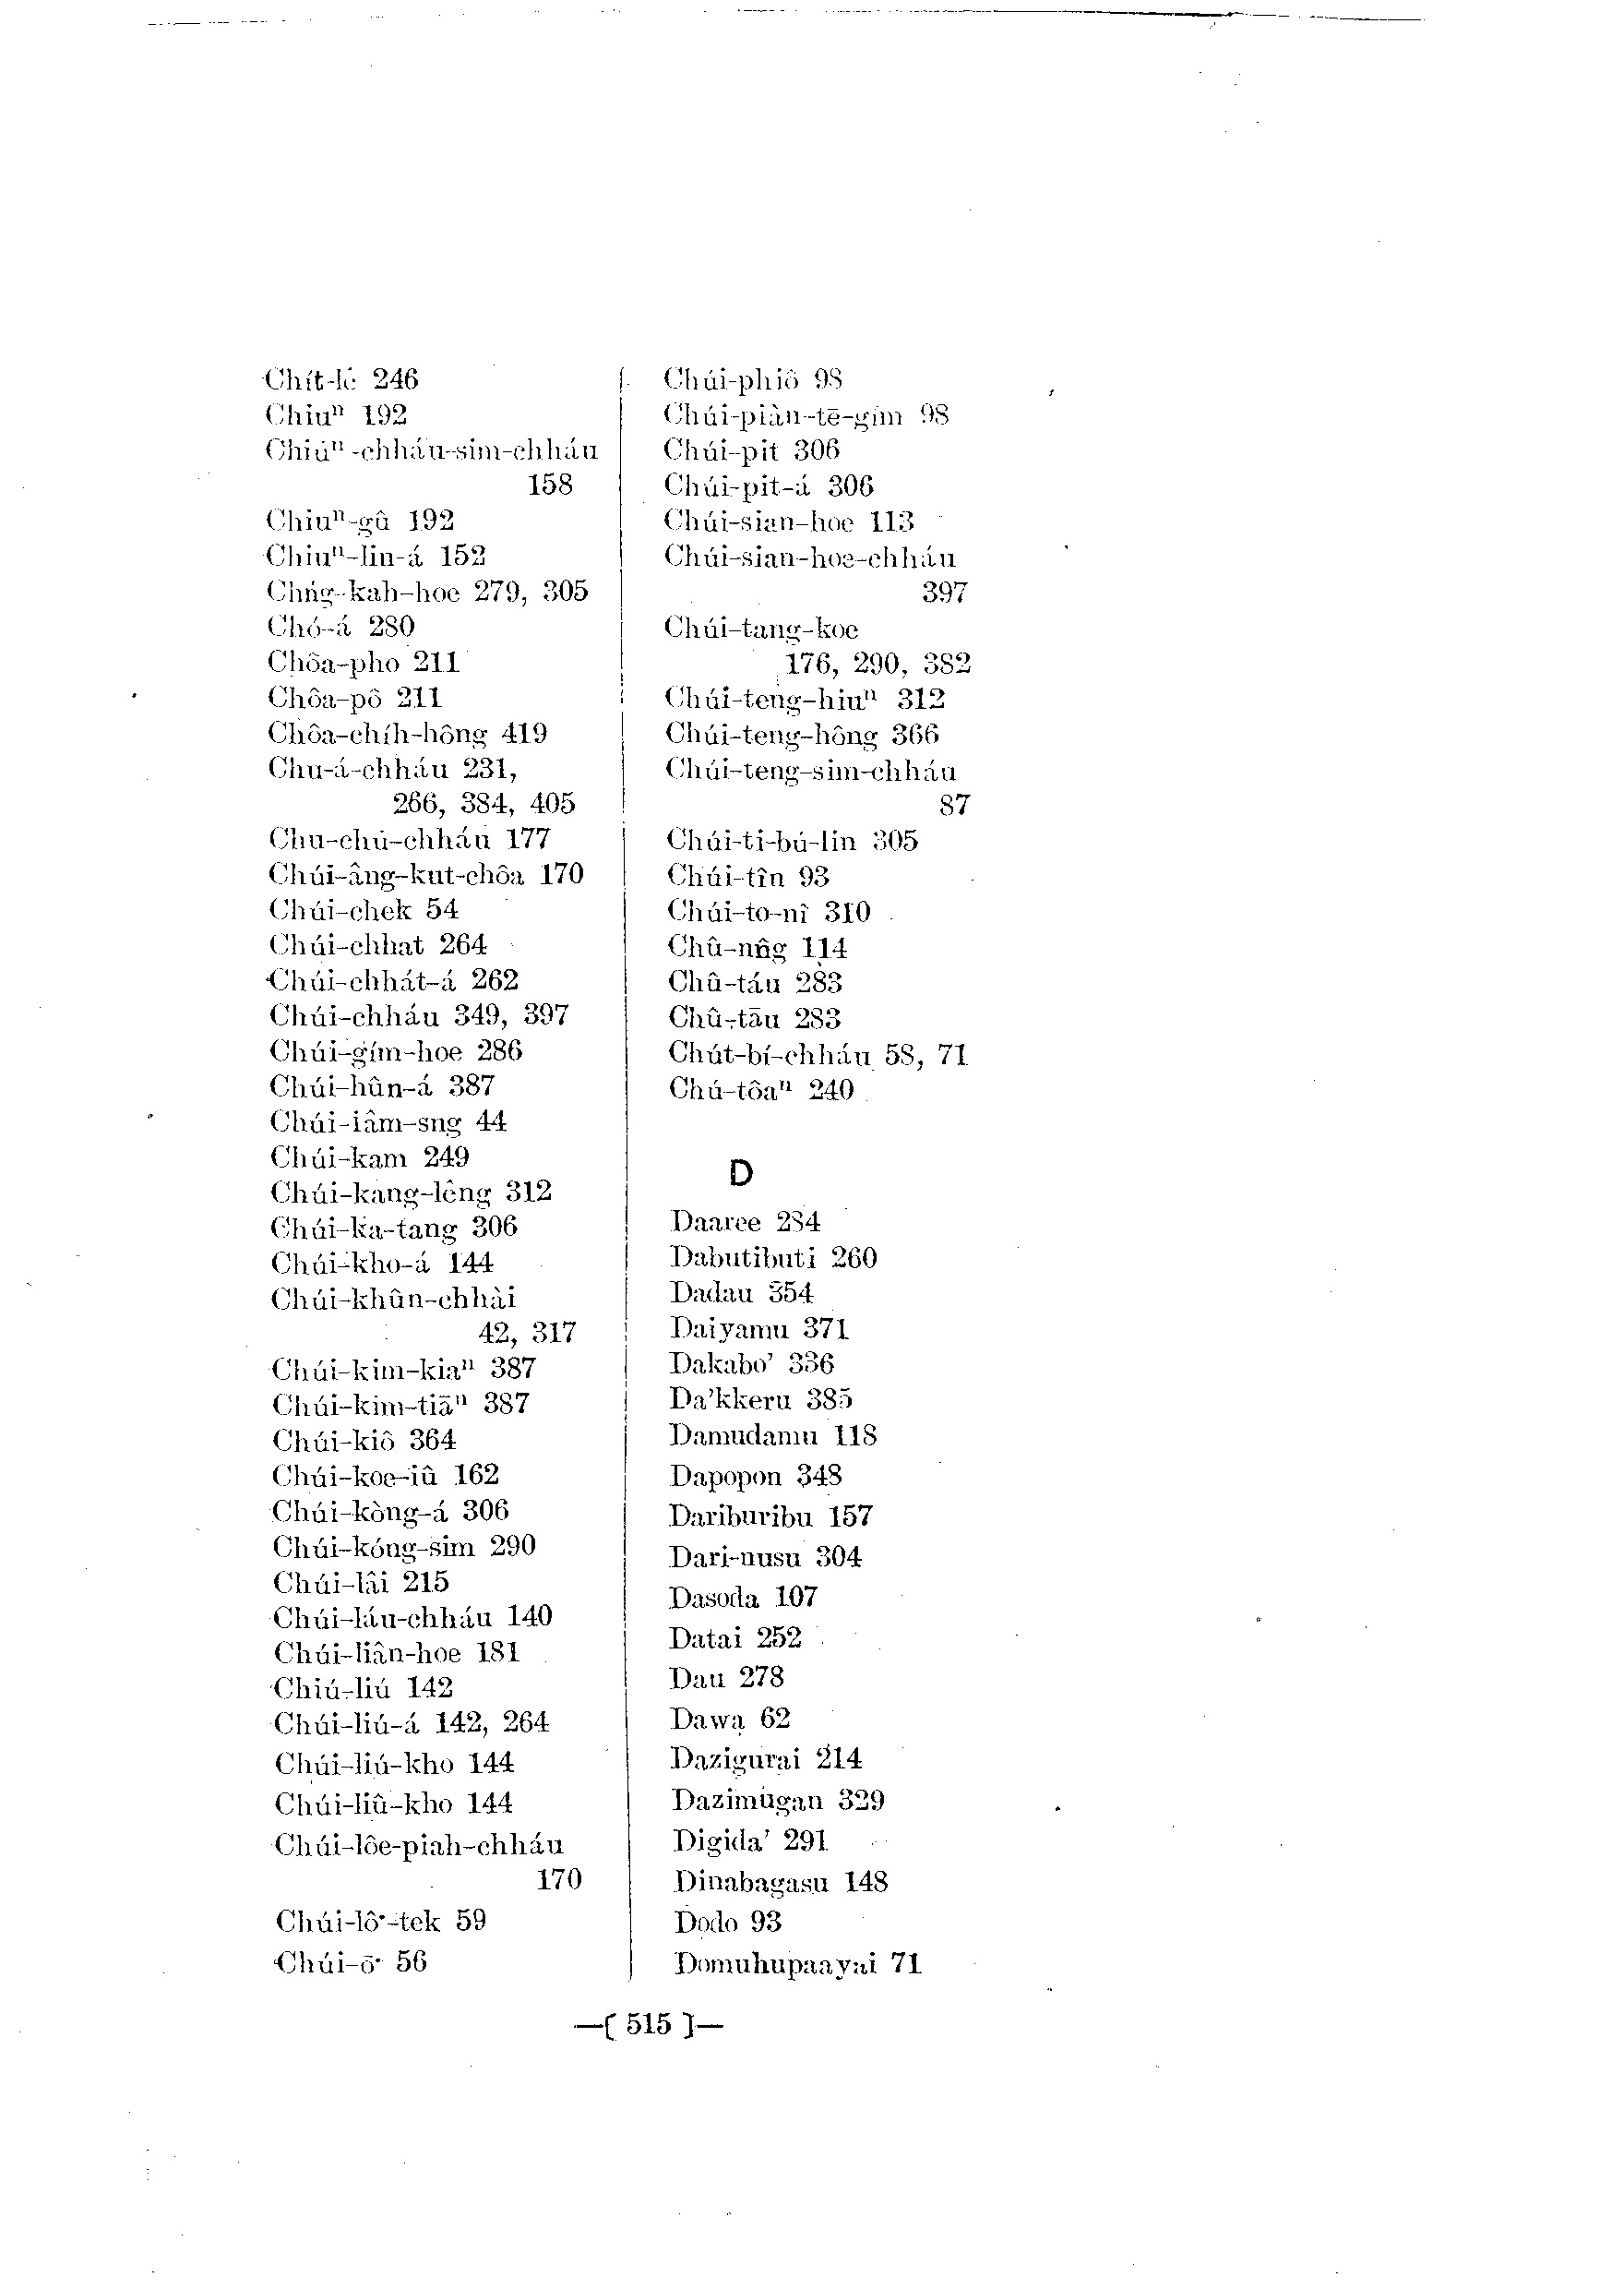 Chít-lê 246
Chiuⁿ 192
Chiúⁿ-chháu-sim-chháu
158
Chiuⁿ-gû 192
Chiuⁿ-lin-á 152
Chńg-kah-hoe 279, 305
Chó-á 280
Chôa-pho 211
Chôa-pô 211
Chôa-chíh-hông 419
Chu-á-chháu 231,
266, 384, 405
Chu-chú-chháu 177
Chúi-âng-kut-chôa 170
Chúi-chek 54
Chúi-chhat 264
Chúi-chhát-á 262
Chúi-chháu 349, 397
Chúi-gîm-hoe 286
Chúi-hûn-á 387
Chúi-iâm-sng 44
Chúi-kam 249
Chúi-kang-lêng 312
Chúi-ka-tang 306
Chúi-kho-á 144
Chúi-khûn-chhài
42, 317
Chúi-kim-kiaⁿ 387
Chúi-kim-tiāⁿ 387
Chúi-kiô 364
Chúi-koe-iû 162
Chúi-kòng-á 306
Chúi-kóng-sim 290
Chúi-lâi 215
Chúi-láu-chháu 140
Chúi-liân-hoe 181
Chiú-liú 142
Chúi-liú-á 142, 264
Chúi-liú-kho 144
Chúi-liû-kho 144
Chúi-lôe-piah-chháu
170
Chúi-lô·-tek 59
Chúi-ō· 56
Chúi-phiô 98
Chúi-piàn-tē-gím 98
Chúi-pit 306
Chúi-pit-á 306
Chúi-sian-hoe 113
Chúi-sian-hoe-chháu
397
Chúi-tang-koe
176, 290, 382
Chúi-teng-hiuⁿ 312
Chúi-teng-hông 366
Chúi-teng-sim-chháu
87
Chúi-ti-bú-lin 305
Chúi-tîn 93
Chúi-to-nî 310
Chû-nńg 114
Chû-táu 283
Chû-tāu 283
Chút-bí-chháu 58, 71
Chú-tôaⁿ 240
D
Daaree 234
Dabutibuti 260
Dadau 354
Daiyamu 371
Dakabo’ 336
Da’kkeru 385
Damudamu 118
Dapopon 348
Dariburibu 157
Dari-nusu 304
Dasoda 107
Datai 252
Dau 278
Dawa 62
Dazigurai 214
Dazimugan 329
Digida’ 291
Dinabagasu 148
Dodo 93
Domuhupaayai 71
—( 515 )—